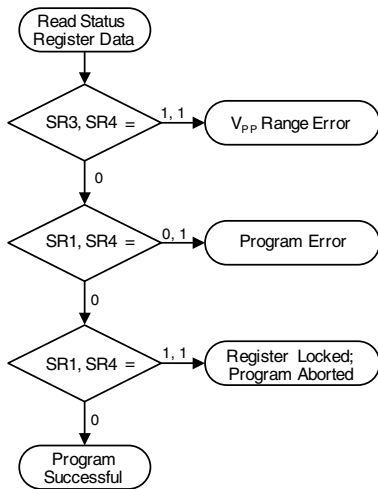 Read Status
Register Data
SR3, SR4 =
1, 1
V_PP Range Error
0
SR1, SR4 =
0, 1
Program Error
0
SR1, SR4 =
1, 1
Register Locked;
Program Aborted
0
Program
Successful